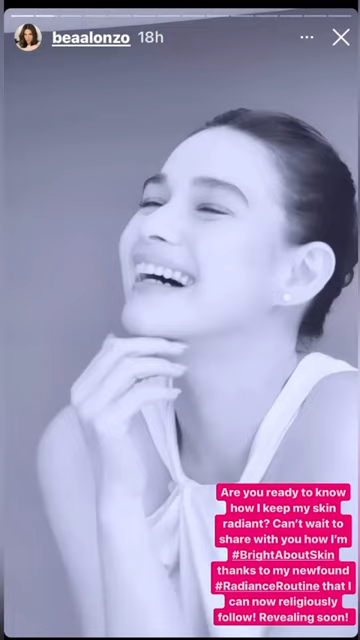 beaalonzo 18h
Are you ready to know
how I keep my skin
radiant? Can't wait to
share with you how I'm
#BrightAboutSkin
thanks to my newfound
#RadianceRoutine that I
can now religiously
follow! Revealing soon!